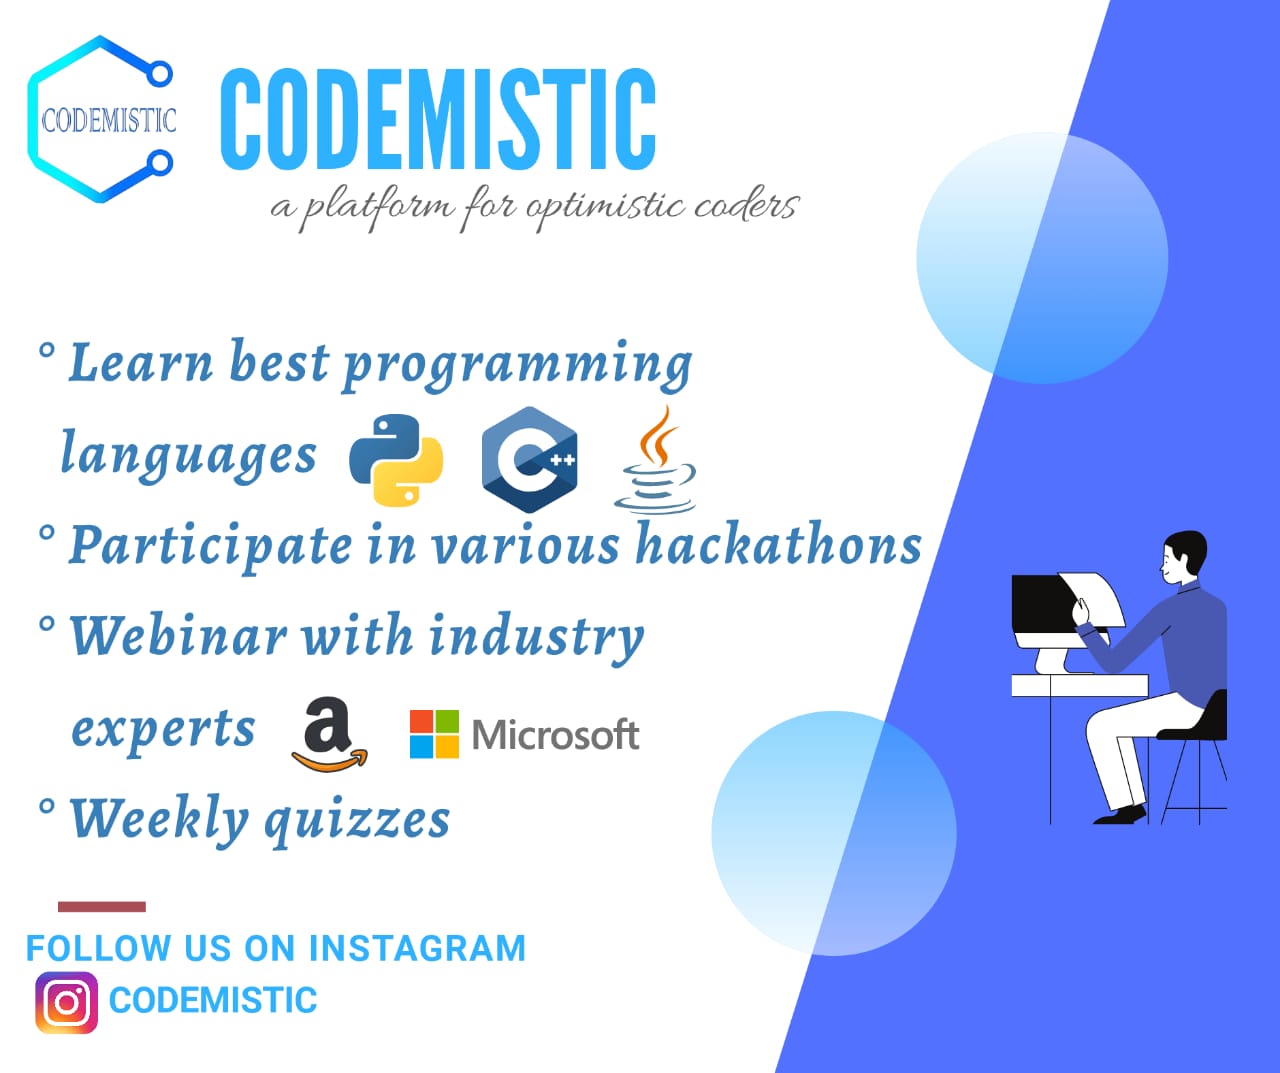 CODEMISTIC
CODEMISTIC
a platform for optimistic coders
° Learn best programming
languages
C++
° Participate in various hackathons
° Webinar with industry
experts a Microsoft
° Weekly quizzes
FOLLOW US ON INSTAGRAM
CODEMISTIC